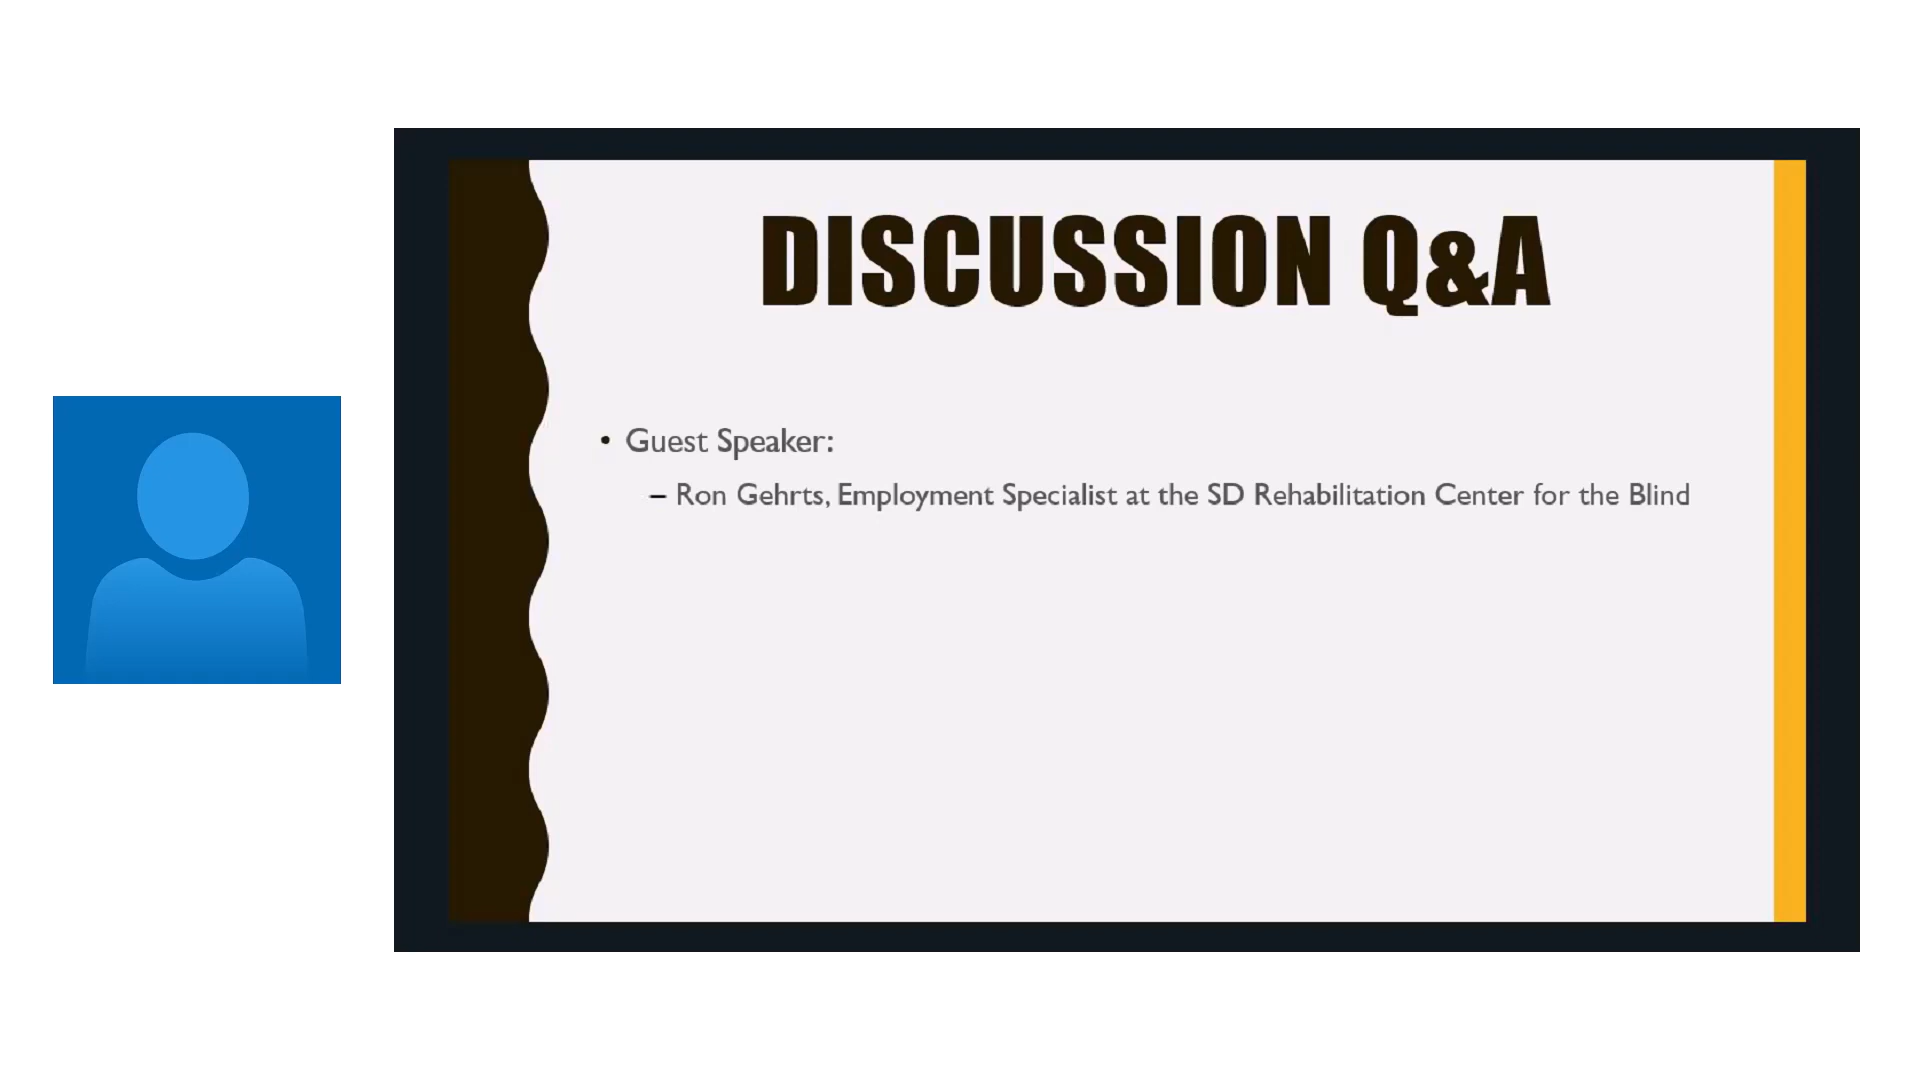 DISCUSSION Q&A
• Guest Speaker:
– Ron Gehrts, Employment Specialist at the SD Rehabilitation Center for the Blind